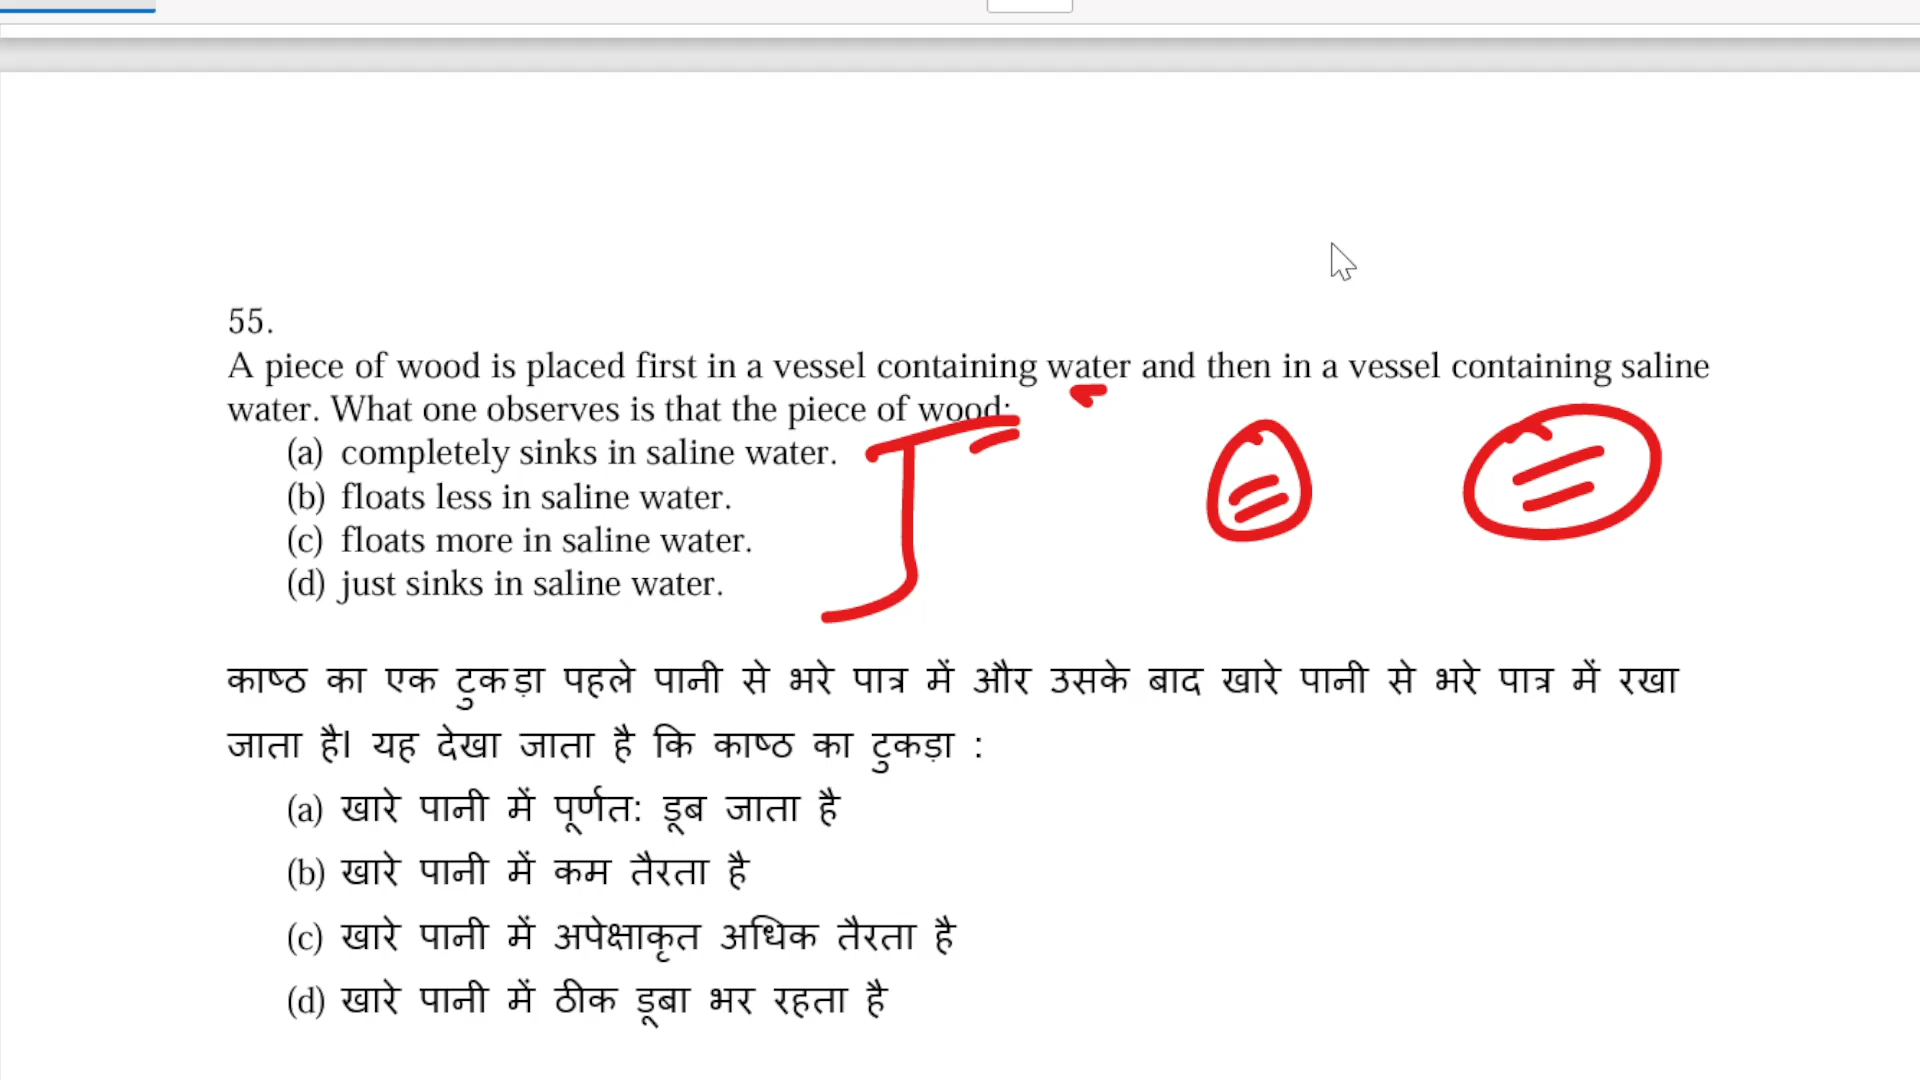 55.
A piece of wood is placed first in a vessel containing water and then in a vessel containing saline
water. What one observes is that the piece of wood:
(a) completely sinks in saline water.
(b) floats less in saline water.
(c) floats more in saline water.
(d) just sinks in saline water.
काष्ठ का एक टुकड़ा पहले पानी से भरे पात्र में और उसके बाद खारे पानी से भरे पात्र में रखा
जाता है। यह देखा जाता है कि काष्ठ का टुकड़ा :
(a) खारे पानी में पूर्णत: डूब जाता है
(b) खारे पानी में कम तैरता है
(c) खारे पानी में अपेक्षाकृत अधिक तैरता है
(d) खारे पानी में ठीक डूबा भर रहता है